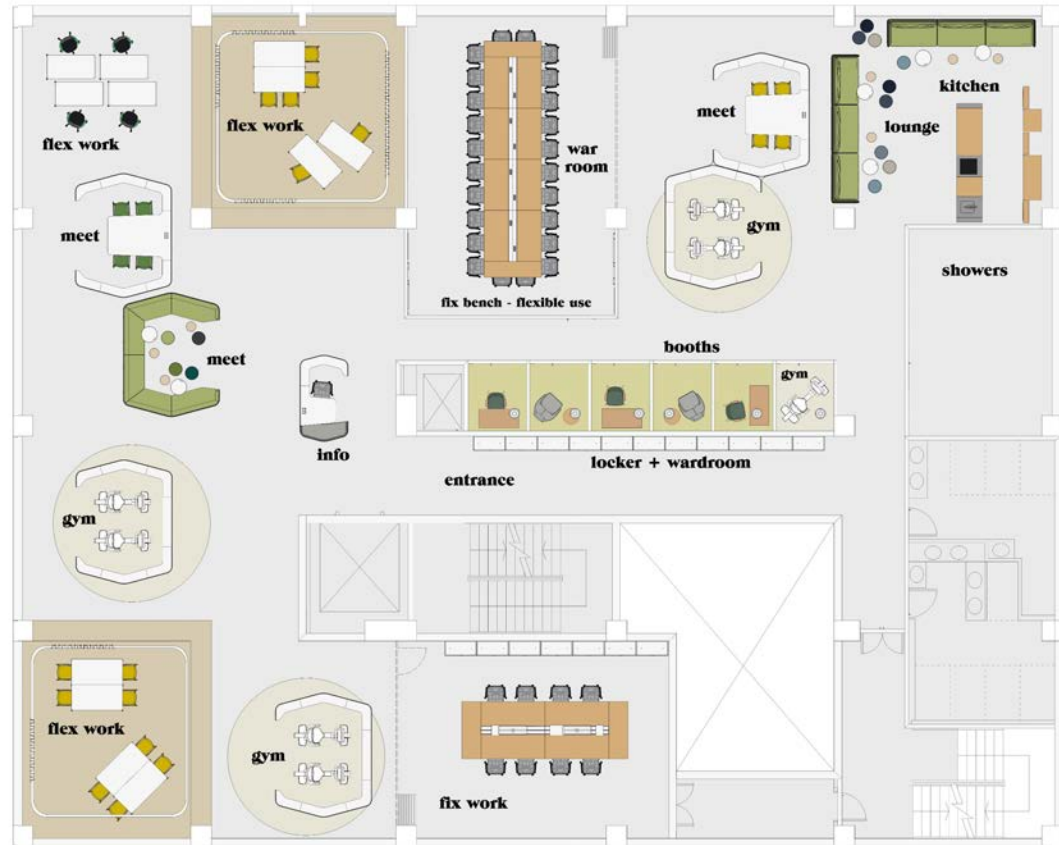 flex work
flex work
war
room
meet
kitchen
lounge
meet
gym
showers
fix bench - flexible use
meet
booths
gym
info
locker + wardroom
entrance
gym
flex work
gym
fix work